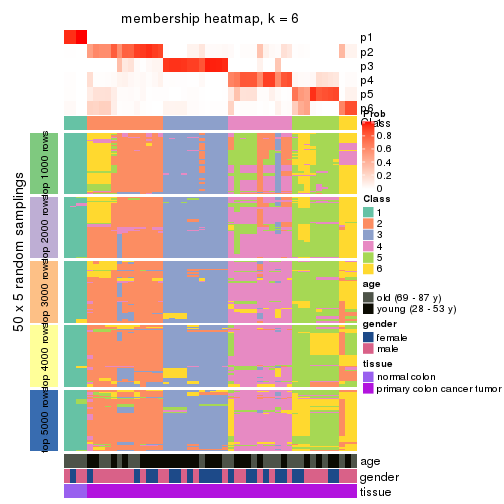 membership heatmap, k = 6
p1
p2
p3
p4
p5
p6
Class
Prob
1
0.8
0.6
0.4
0.2
0
Class
1
2
3
4
5
6
age
old (69 - 87 y)
young (28 - 53 y)
gender
female
male
tissue
normal colon
primary colon cancer tumor
50 x 5 random samplings
top 1000 rows
top 2000 rows
top 3000 rows
top 4000 rows
top 5000 rows
age
gender
tissue